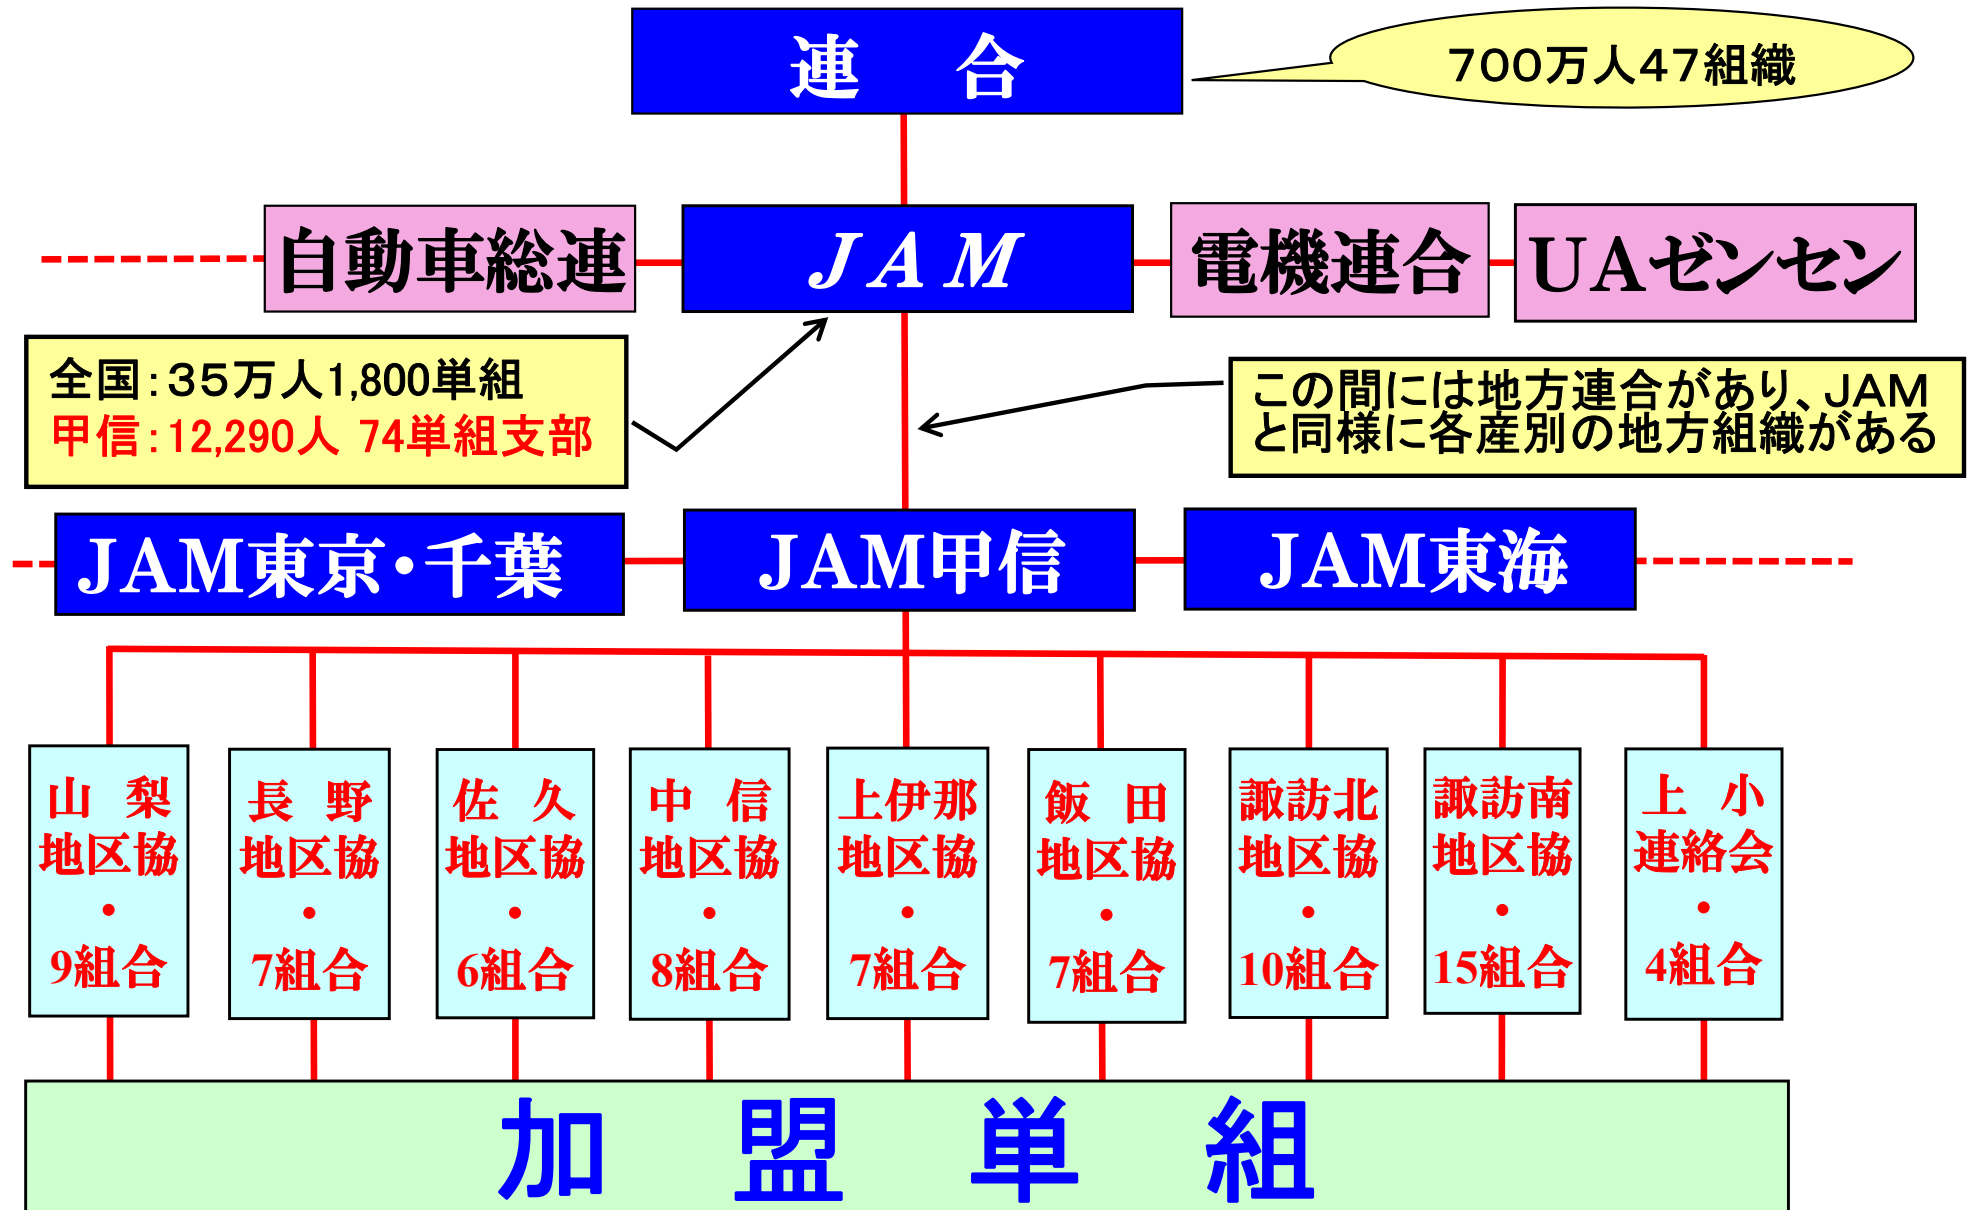 連　合
７００万人４７組織
自動車総連
ＪＡＭ
電機連合
ＵＡゼンセン
全国：３５万人1,800単組
甲信：12,290人 74単組支部
この間には地方連合があり、ＪＡＭ
と同様に各産別の地方組織がある
ＪＡＭ東京・千葉
ＪＡＭ甲信
ＪＡＭ東海
山　梨
地区協
・
9組合
長　野
地区協
・
7組合
佐　久
地区協
・
6組合
中　信
地区協
・
8組合
上伊那
地区協
・
7組合
飯　田
地区協
・
7組合
諏訪北
地区協
・
10組合
諏訪南
地区協
・
15組合
上　小
連絡会
・
4組合
加　盟　単　組